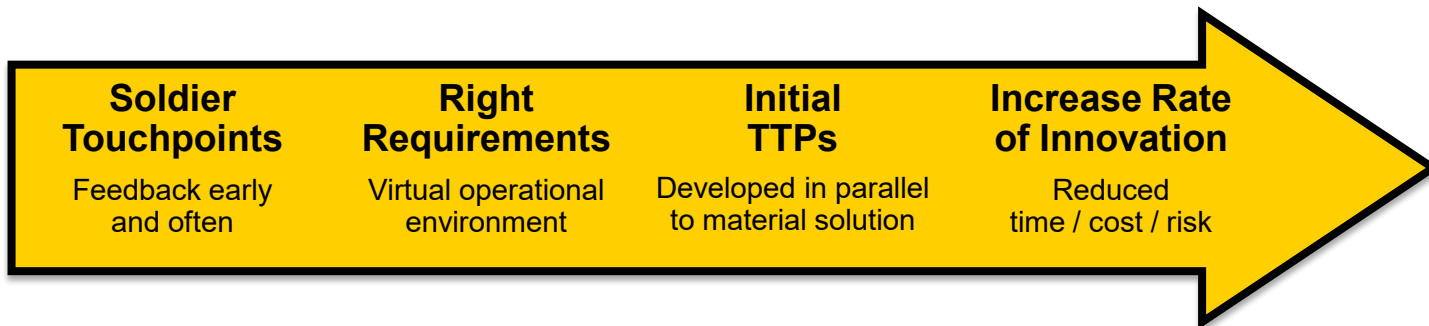 Soldier
Touchpoints
Feedback early
and often
Right
Requirements
Virtual operational
environment
Initial
TTPs
Developed in parallel
to material solution
Increase Rate
of Innovation
Reduced
time / cost / risk